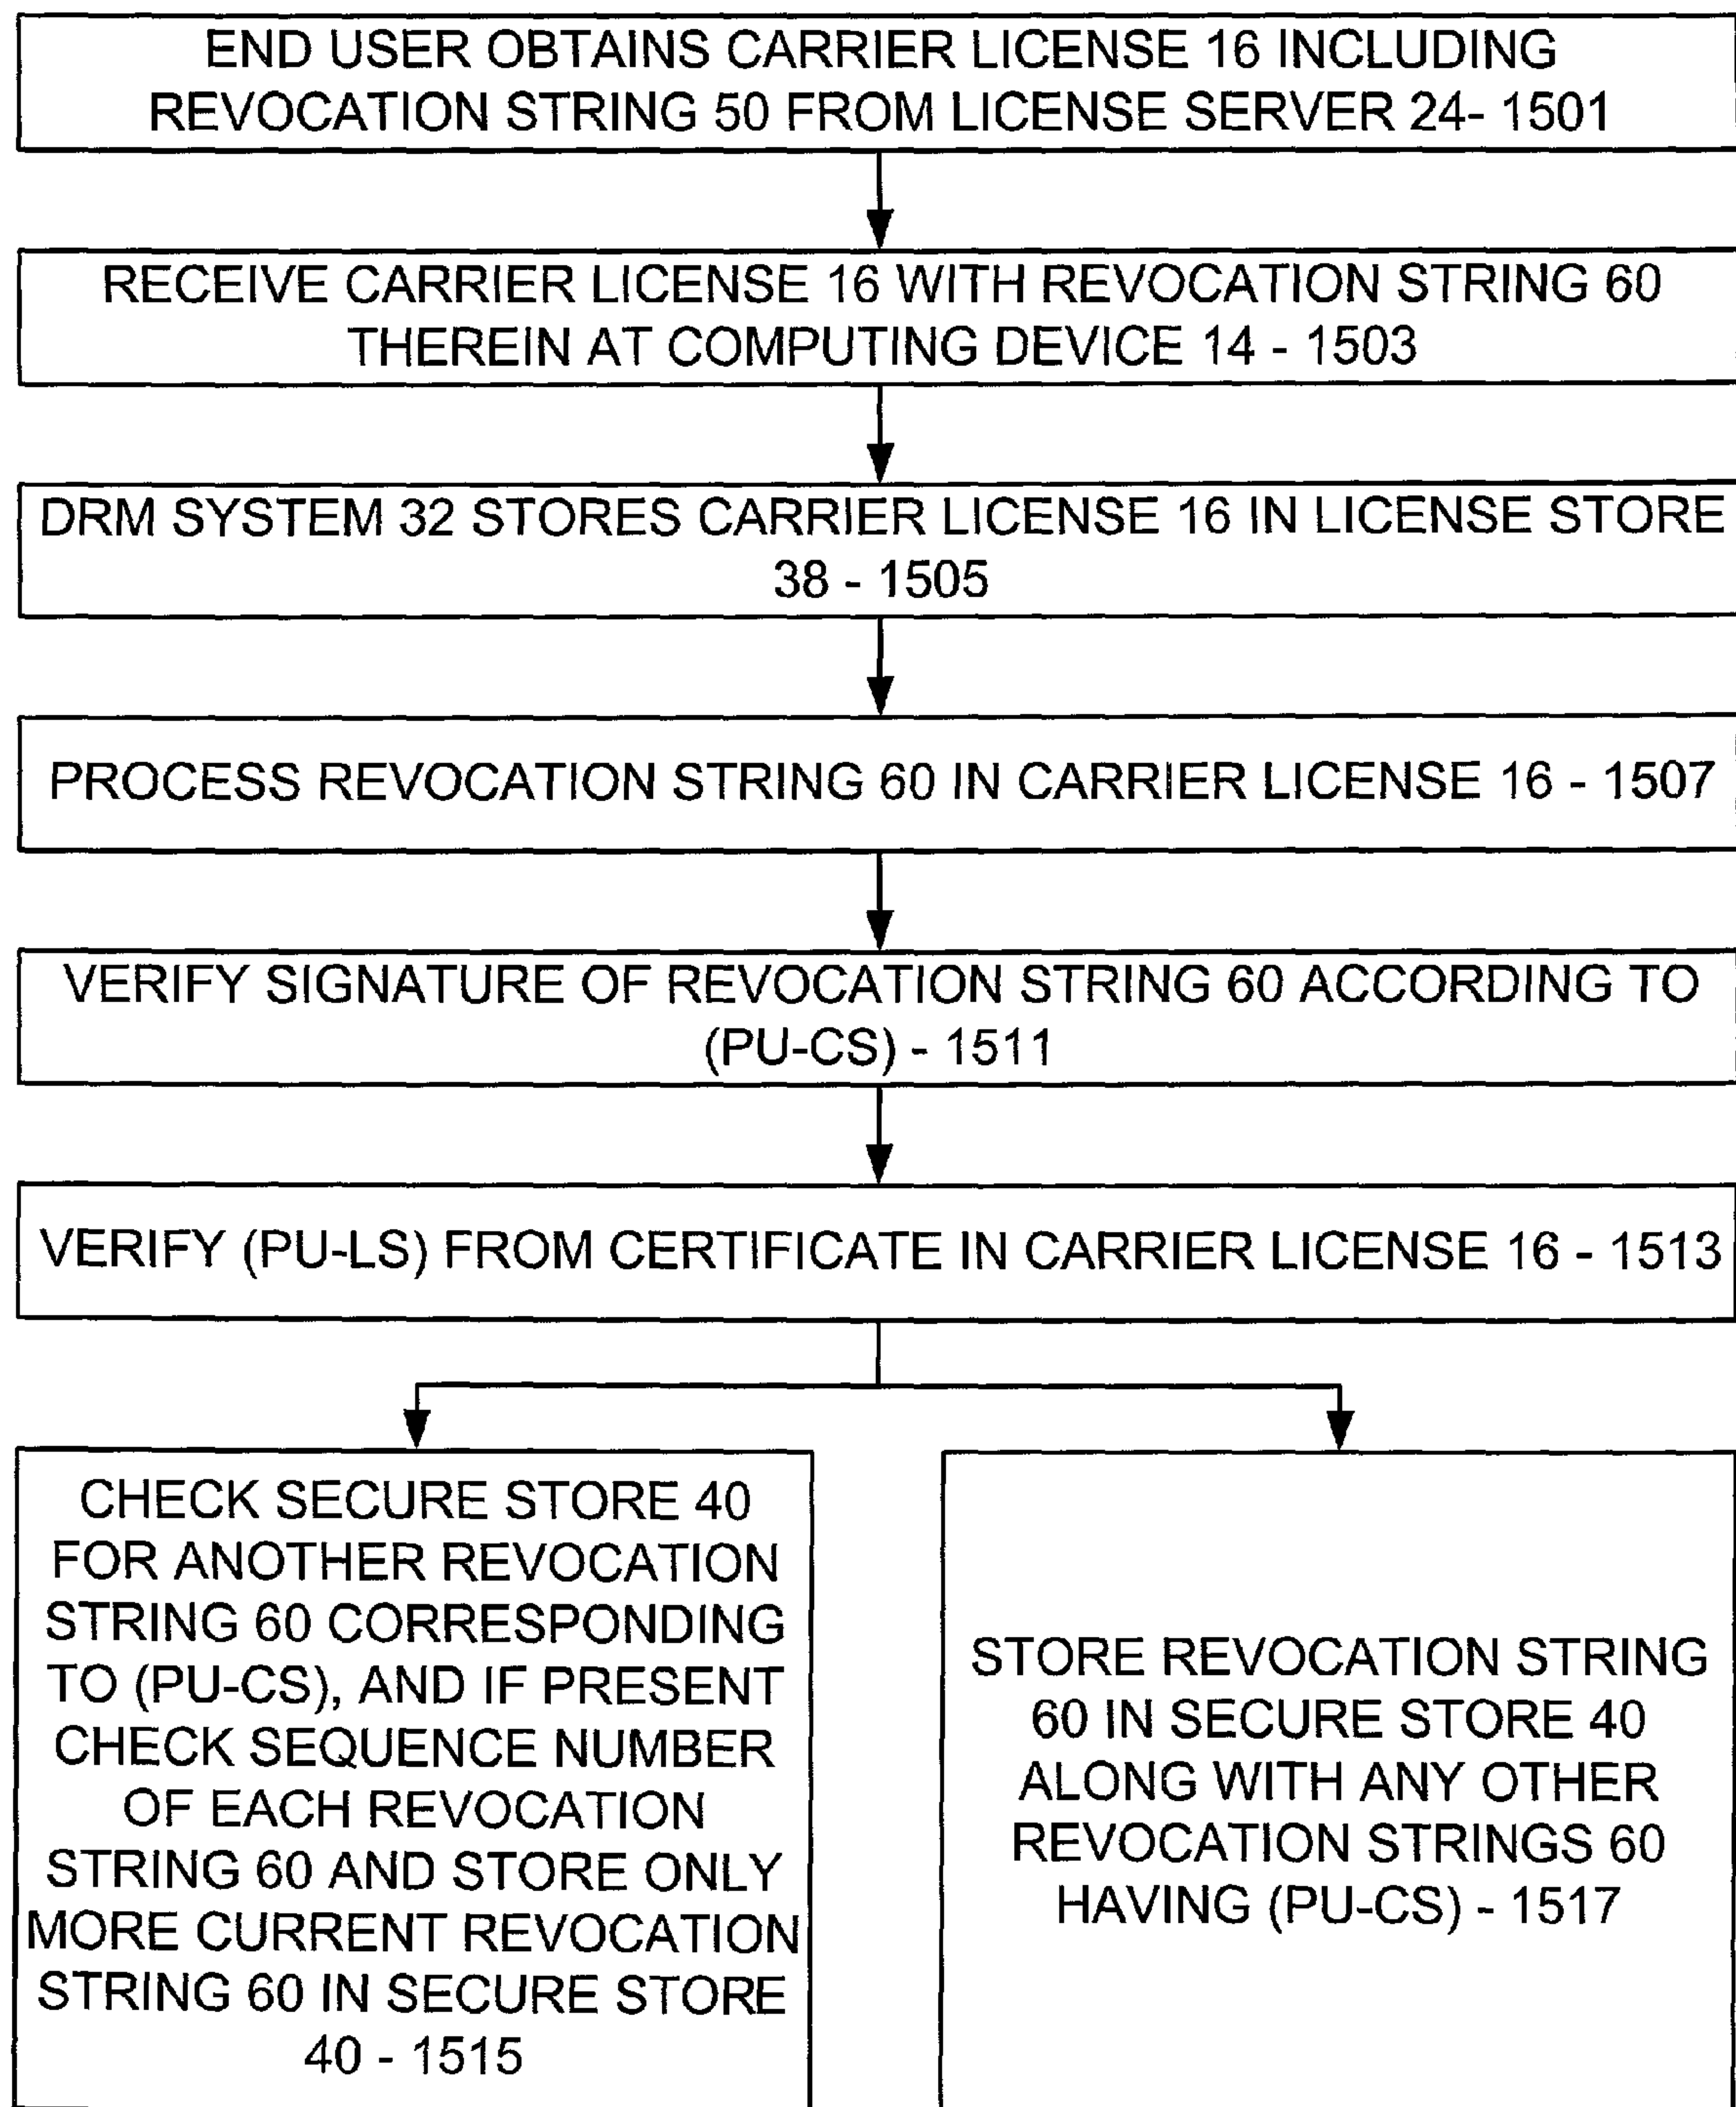 END USER OBTAINS CARRIER LICENSE 16 INCLUDING
REVOCATION STRING 50 FROM LICENSE SERVER 24- 1501
RECEIVE CARRIER LICENSE 16 WITH REVOCATION STRING 60
THEREIN AT COMPUTING DEVICE 14 - 1503
DRM SYSTEM 32 STORES CARRIER LICENSE 16 IN LICENSE STORE
38 - 1505
PROCESS REVOCATION STRING 60 IN CARRIER LICENSE 16 - 1507
VERIFY SIGNATURE OF REVOCATION STRING 60 ACCORDING TO
(PU-CS) - 1511
VERIFY (PU-LS) FROM CERTIFICATE IN CARRIER LICENSE 16 - 1513
CHECK SECURE STORE 40
FOR ANOTHER REVOCATION
STRING 60 CORRESPONDING
TO (PU-CS), AND IF PRESENT
CHECK SEQUENCE NUMBER
OF EACH REVOCATION
STRING 60 AND STORE ONLY
MORE CURRENT REVOCATION
STRING 60 IN SECURE STORE
40 - 1515
STORE REVOCATION STRING
60 IN SECURE STORE 40
ALONG WITH ANY OTHER
REVOCATION STRINGS 60
HAVING (PU-CS) - 1517